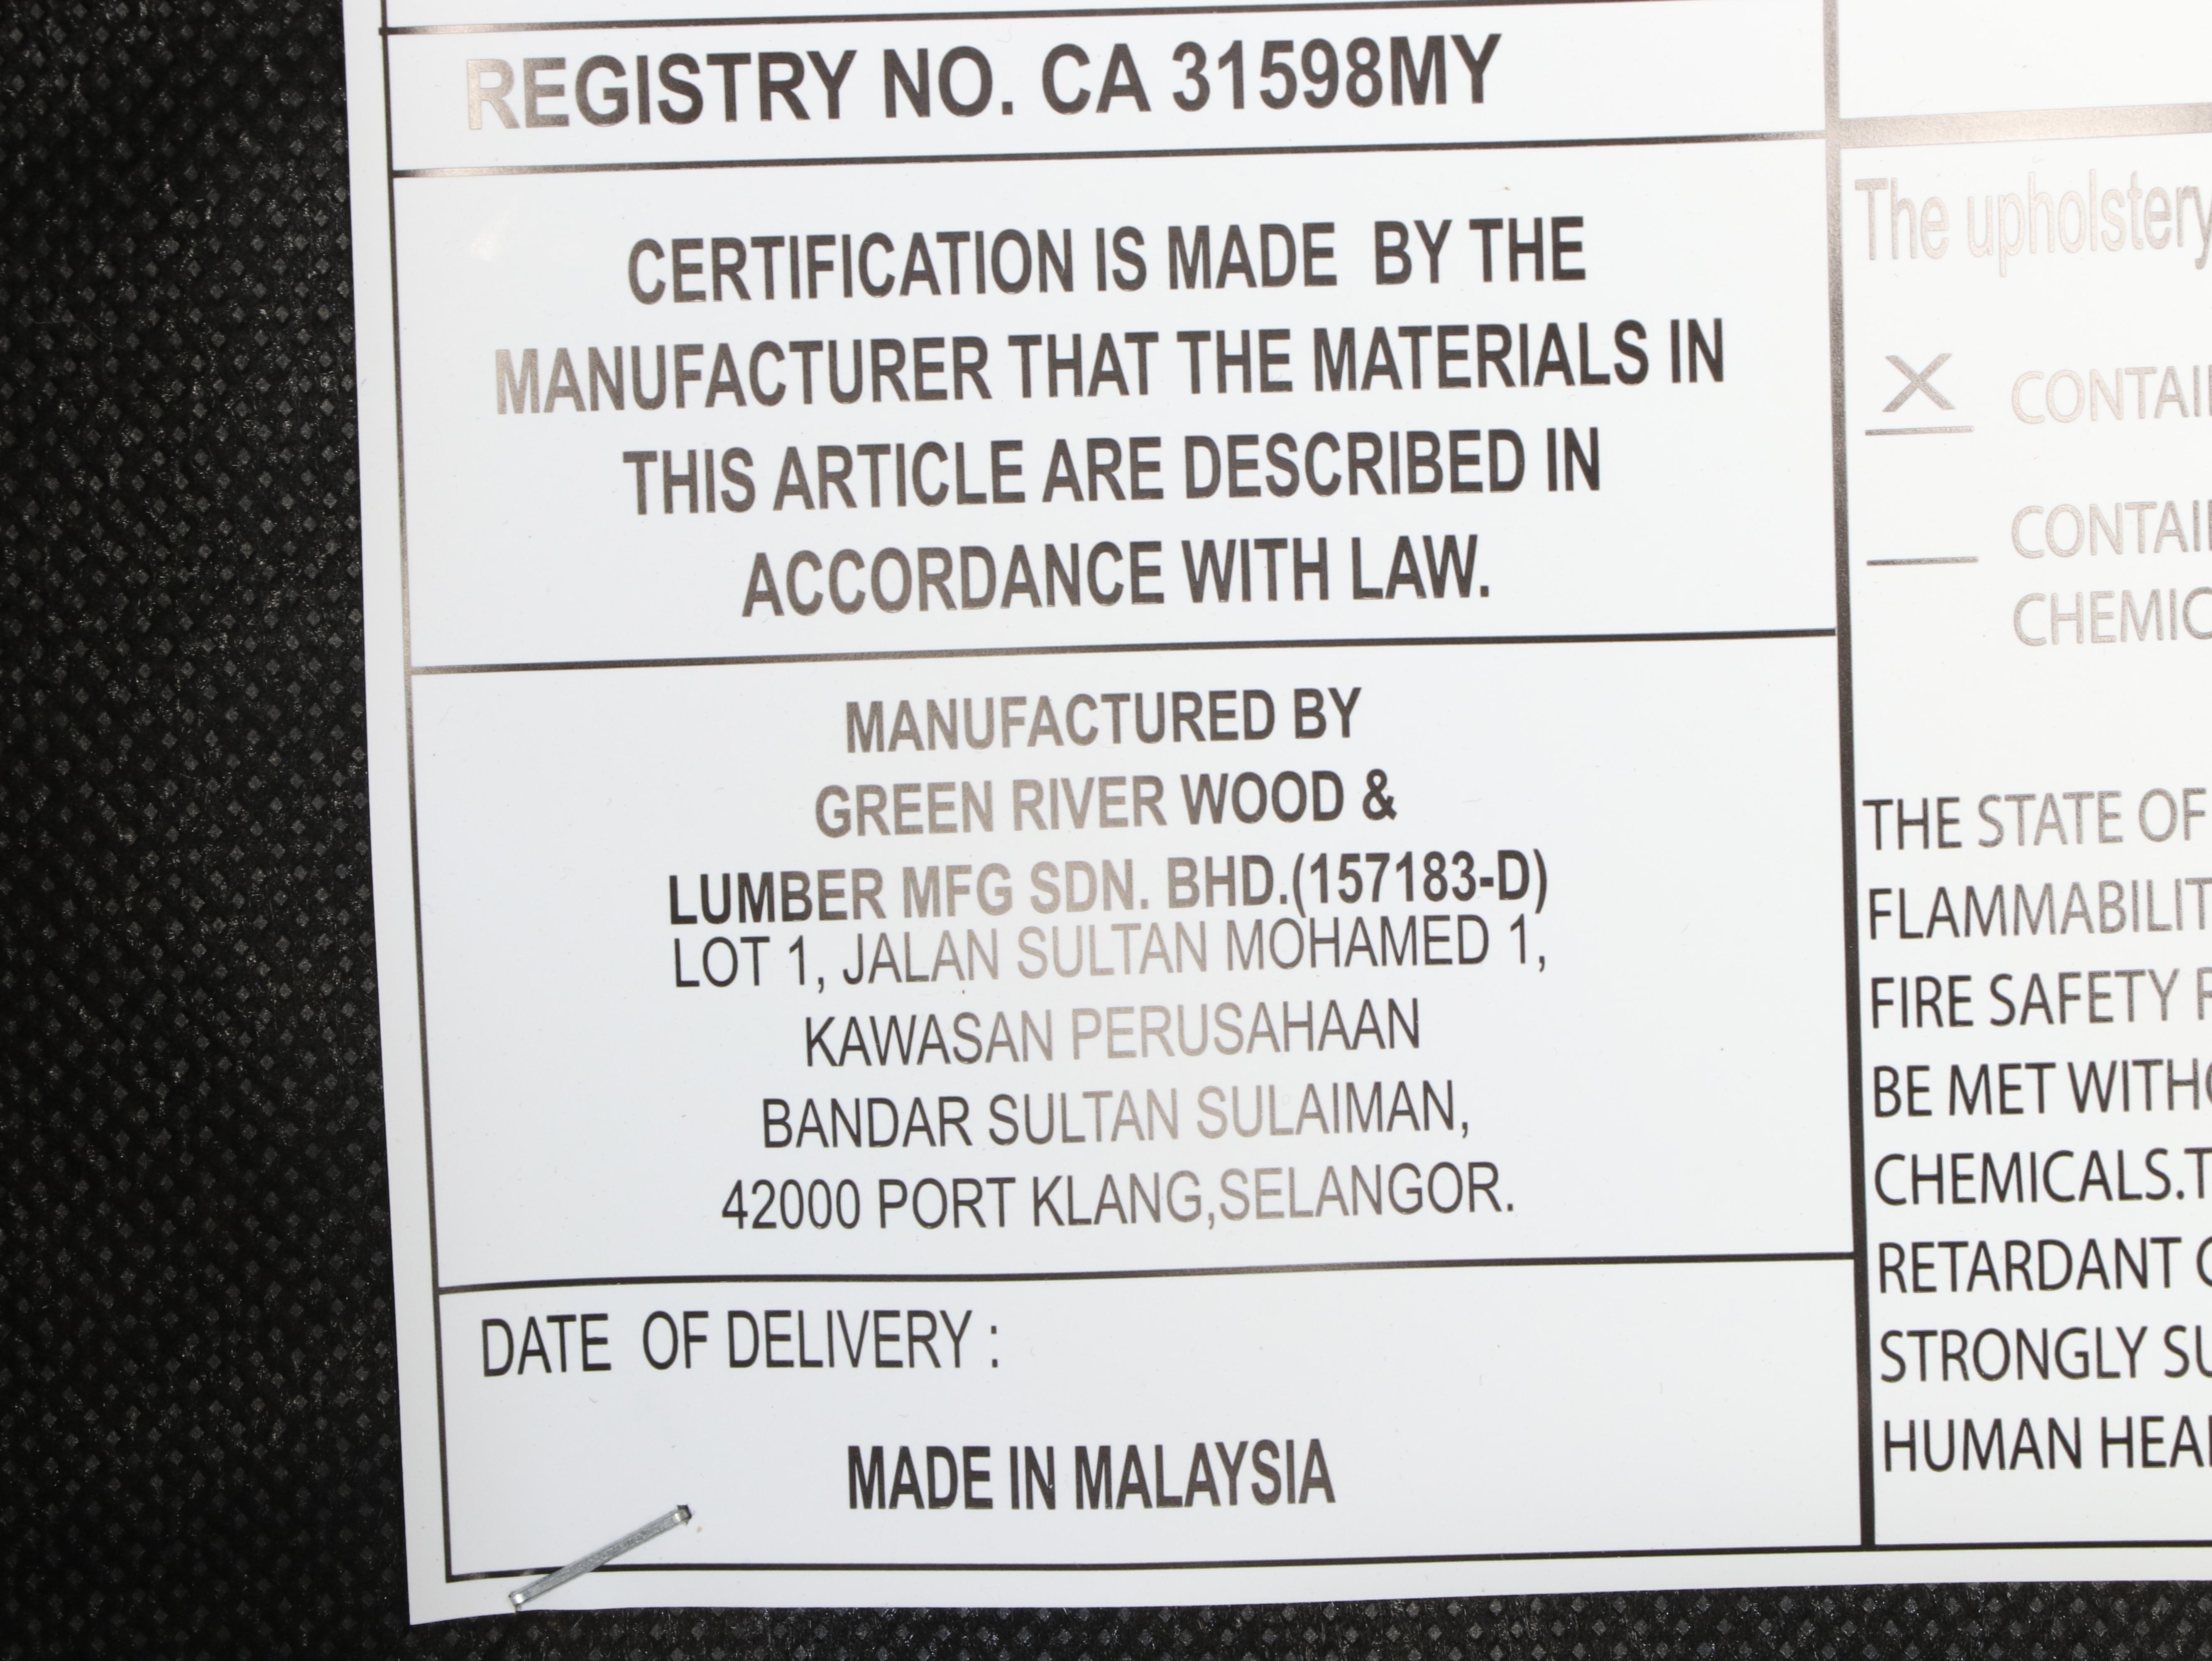 REGISTRY NO. CA 31598MY
CERTIFICATION IS MADE BY THE
MANUFACTURER THAT THE MATERIALS IN
THIS ARTICLE ARE DESCRIBED IN
ACCORDANCE WITH LAW.
MANUFACTURED BY
GREEN RIVER WOOD &
LUMBER MFG SDN. BHD.(157183-D)
LOT 1, JALAN SULTAN MOHAMED 1,
KAWASAN PERUSAHAAN
BANDAR SULTAN SULAIMAN,
42000 PORT KLANG,SELANGOR.
DATE OF DELIVERY :
MADE IN MALAYSIA
The upholstery
X
THE STATE OF
FIRE SAFETY
BE MET
CHEMICALS.
RETARDANT
STRONGLY
HUMAN